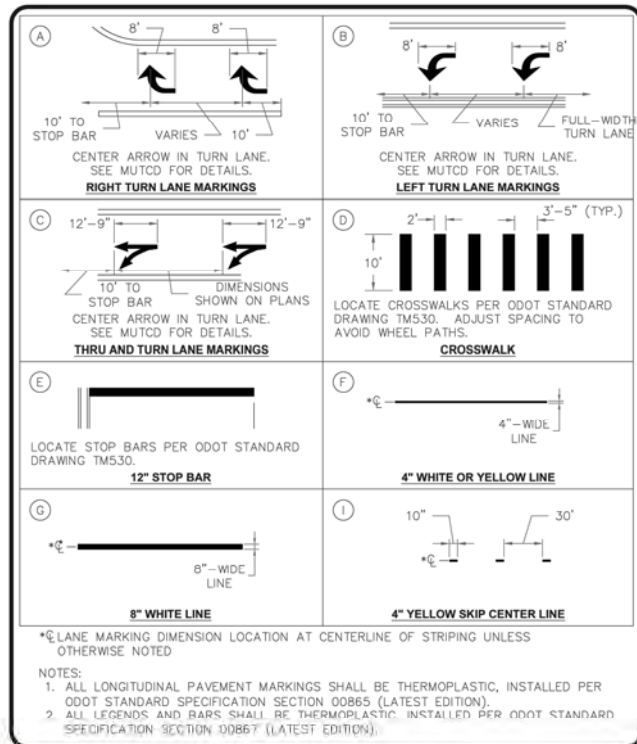 A
8'
8'
10' TO
STOP BAR
VARIES
10'
CENTER ARROW IN TURN LANE.
SEE MUTCD FOR DETAILS.
RIGHT TURN LANE MARKINGS
B
8'
8'
10' TO
STOP BAR
VARIES
FULL-WIDTH
TURN LANE
CENTER ARROW IN TURN LANE.
SEE MUTCD FOR DETAILS.
LEFT TURN LANE MARKINGS
C
12'-9"
12'-9"
10' TO
STOP BAR
DIMENSIONS
SHOWN ON PLANS
CENTER ARROW IN TURN LANE.
SEE MUTCD FOR DETAILS.
THRU AND TURN LANE MARKINGS
D
2'
3'-5" (TYP.)
10'
LOCATE CROSSWALKS PER ODOT STANDARD
DRAWING TM530. ADJUST SPACING TO
AVOID WHEEL PATHS.
CROSSWALK
E
LOCATE STOP BARS PER ODOT STANDARD
DRAWING TM530.
12" STOP BAR
F
*℄
4"-WIDE
LINE
4" WHITE OR YELLOW LINE
G
*℄
8"-WIDE
LINE
8" WHITE LINE
I
10"
30'
*℄
4" YELLOW SKIP CENTER LINE
*℄ LANE MARKING DIMENSION LOCATION AT CENTERLINE OF STRIPING UNLESS
OTHERWISE NOTED
NOTES:
1. ALL LONGITUDINAL PAVEMENT MARKINGS SHALL BE THERMOPLASTIC, INSTALLED PER
ODOT STANDARD SPECIFICATION SECTION 00865 (LATEST EDITION).
2. ALL LEGENDS AND BARS SHALL BE THERMOPLASTIC, INSTALLED PER ODOT STANDARD
SPECIFICATION SECTION 00867 (LATEST EDITION).